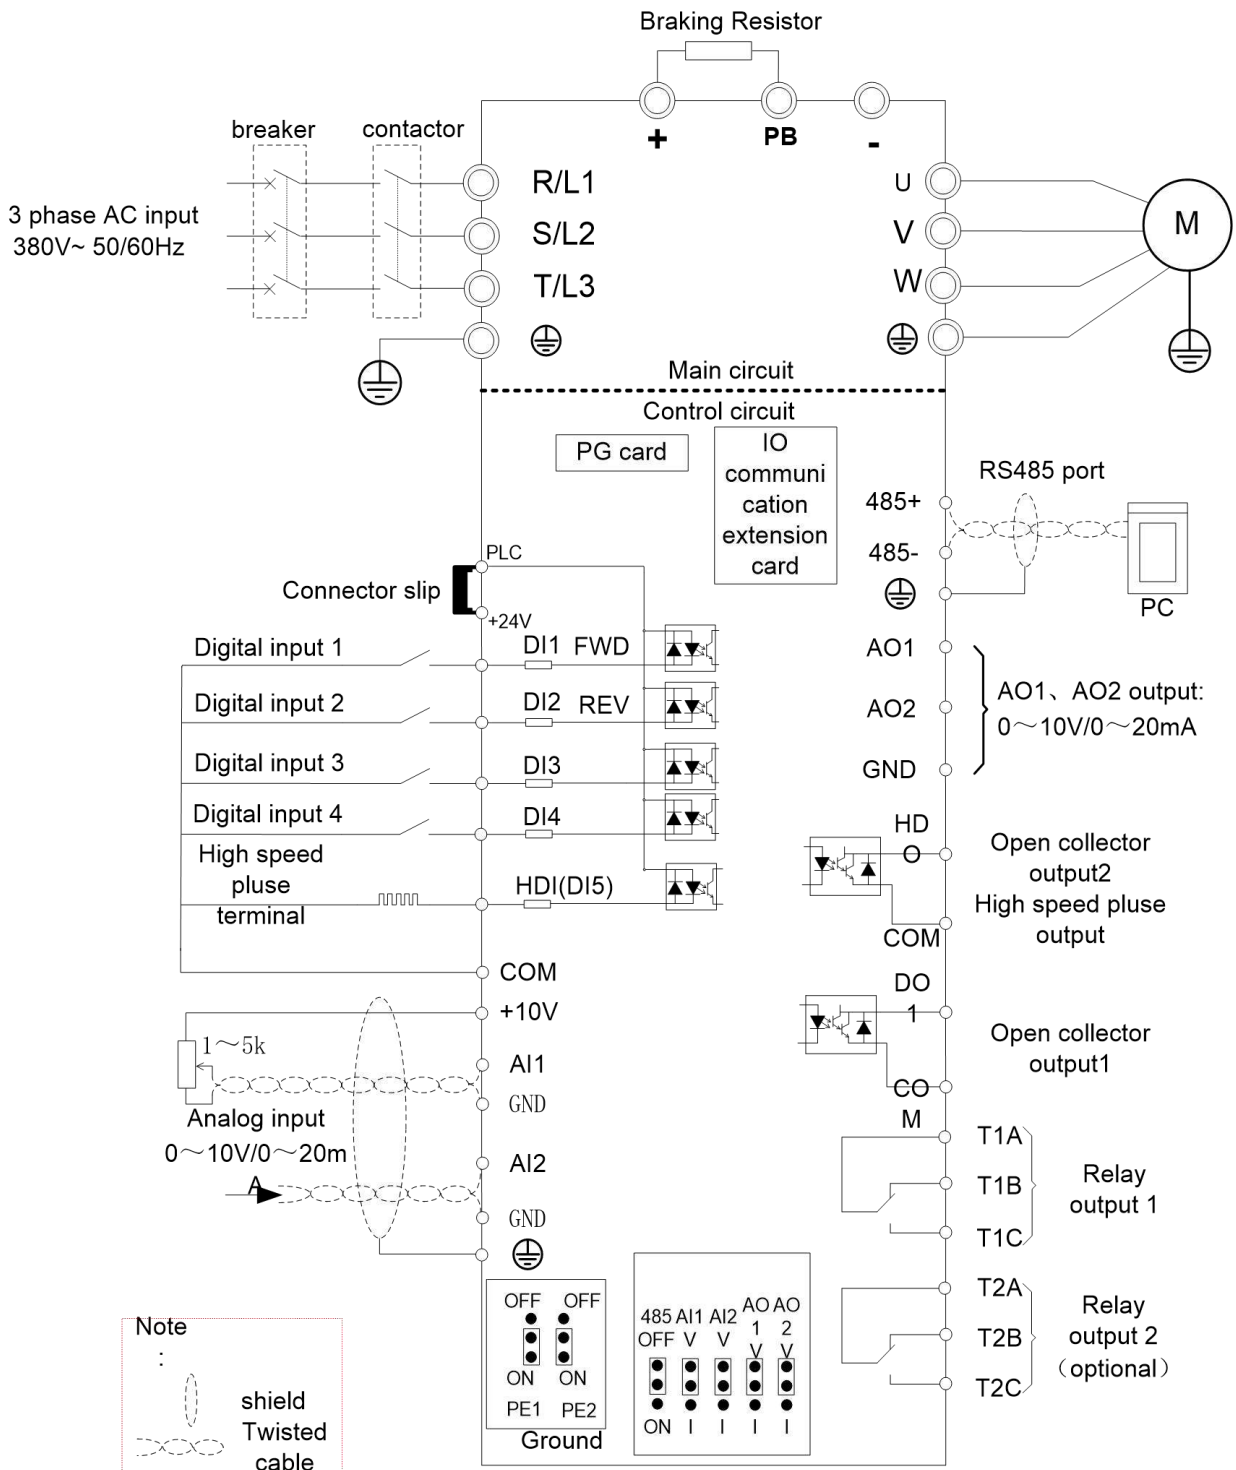 Braking Resistor
breaker
contactor
+
PB
-
3 phase AC input
380V~ 50/60Hz
R/L1
S/L2
T/L3
U
V
W
M
Main circuit
Control circuit
PG card
IO
communi
cation
extension
card
RS485 port
485+
485-
PC
PLC
Connector slip
+24V
Digital input 1
DI1 FWD
Digital input 2
DI2 REV
Digital input 3
DI3
Digital input 4
DI4
High speed
pluse
terminal
HDI(DI5)
COM
+10V
1～5k
AI1
GND
Analog input
0～10V/0～20m
A
AI2
GND
AO1
AO2
GND
AO1、AO2 output:
0～10V/0～20mA
HD
O
COM
Open collector
output2
High speed pluse
output
DO
1
CO
M
Open collector
output1
T1A
T1B
T1C
Relay
output 1
T2A
T2B
T2C
Relay
output 2
（optional）
OFF OFF
ON ON
PE1 PE2
Ground
485 AI1 AI2 AO AO
1 2
OFF V V V V
ON I I I I
Note
:
shield
Twisted
cable